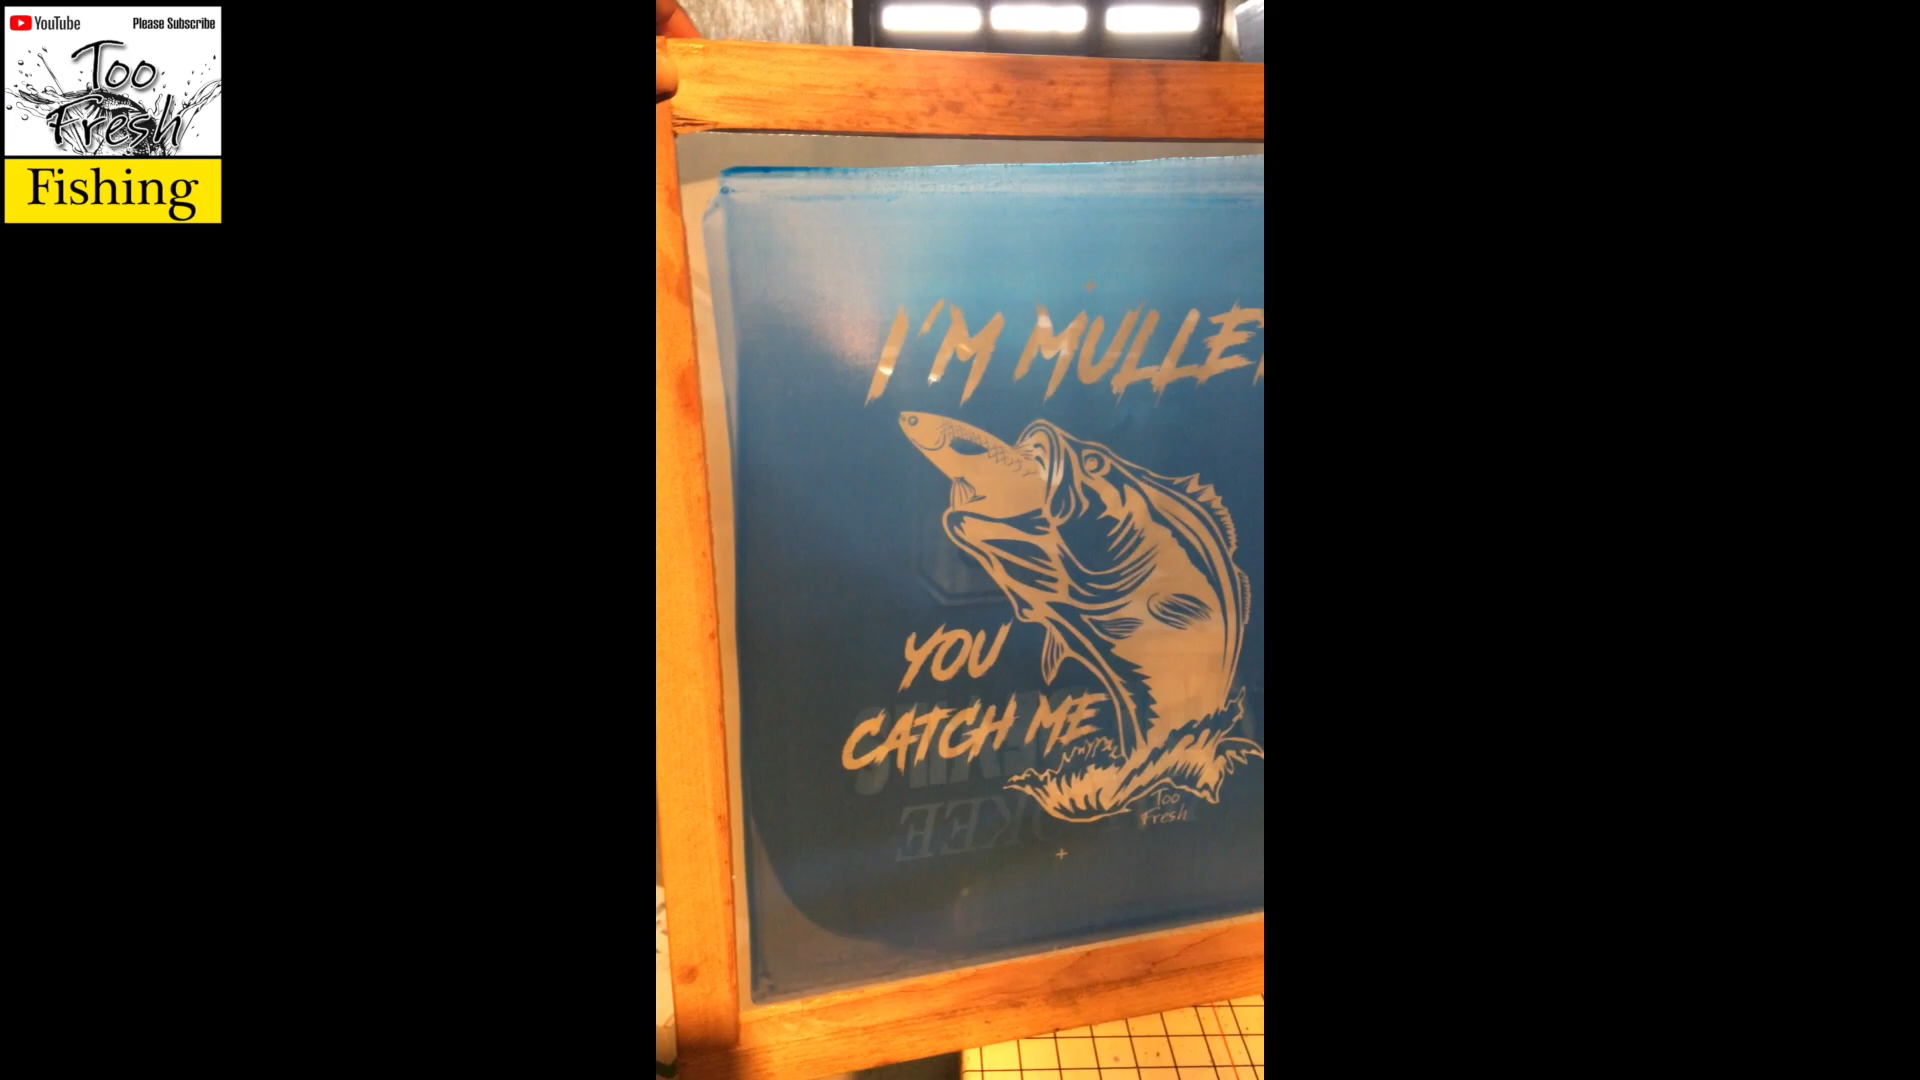 YouTube Please Subscribe
Too
Fresh
Fishing
I'M MULLE
YOU
CATCH ME
Too
Fresh